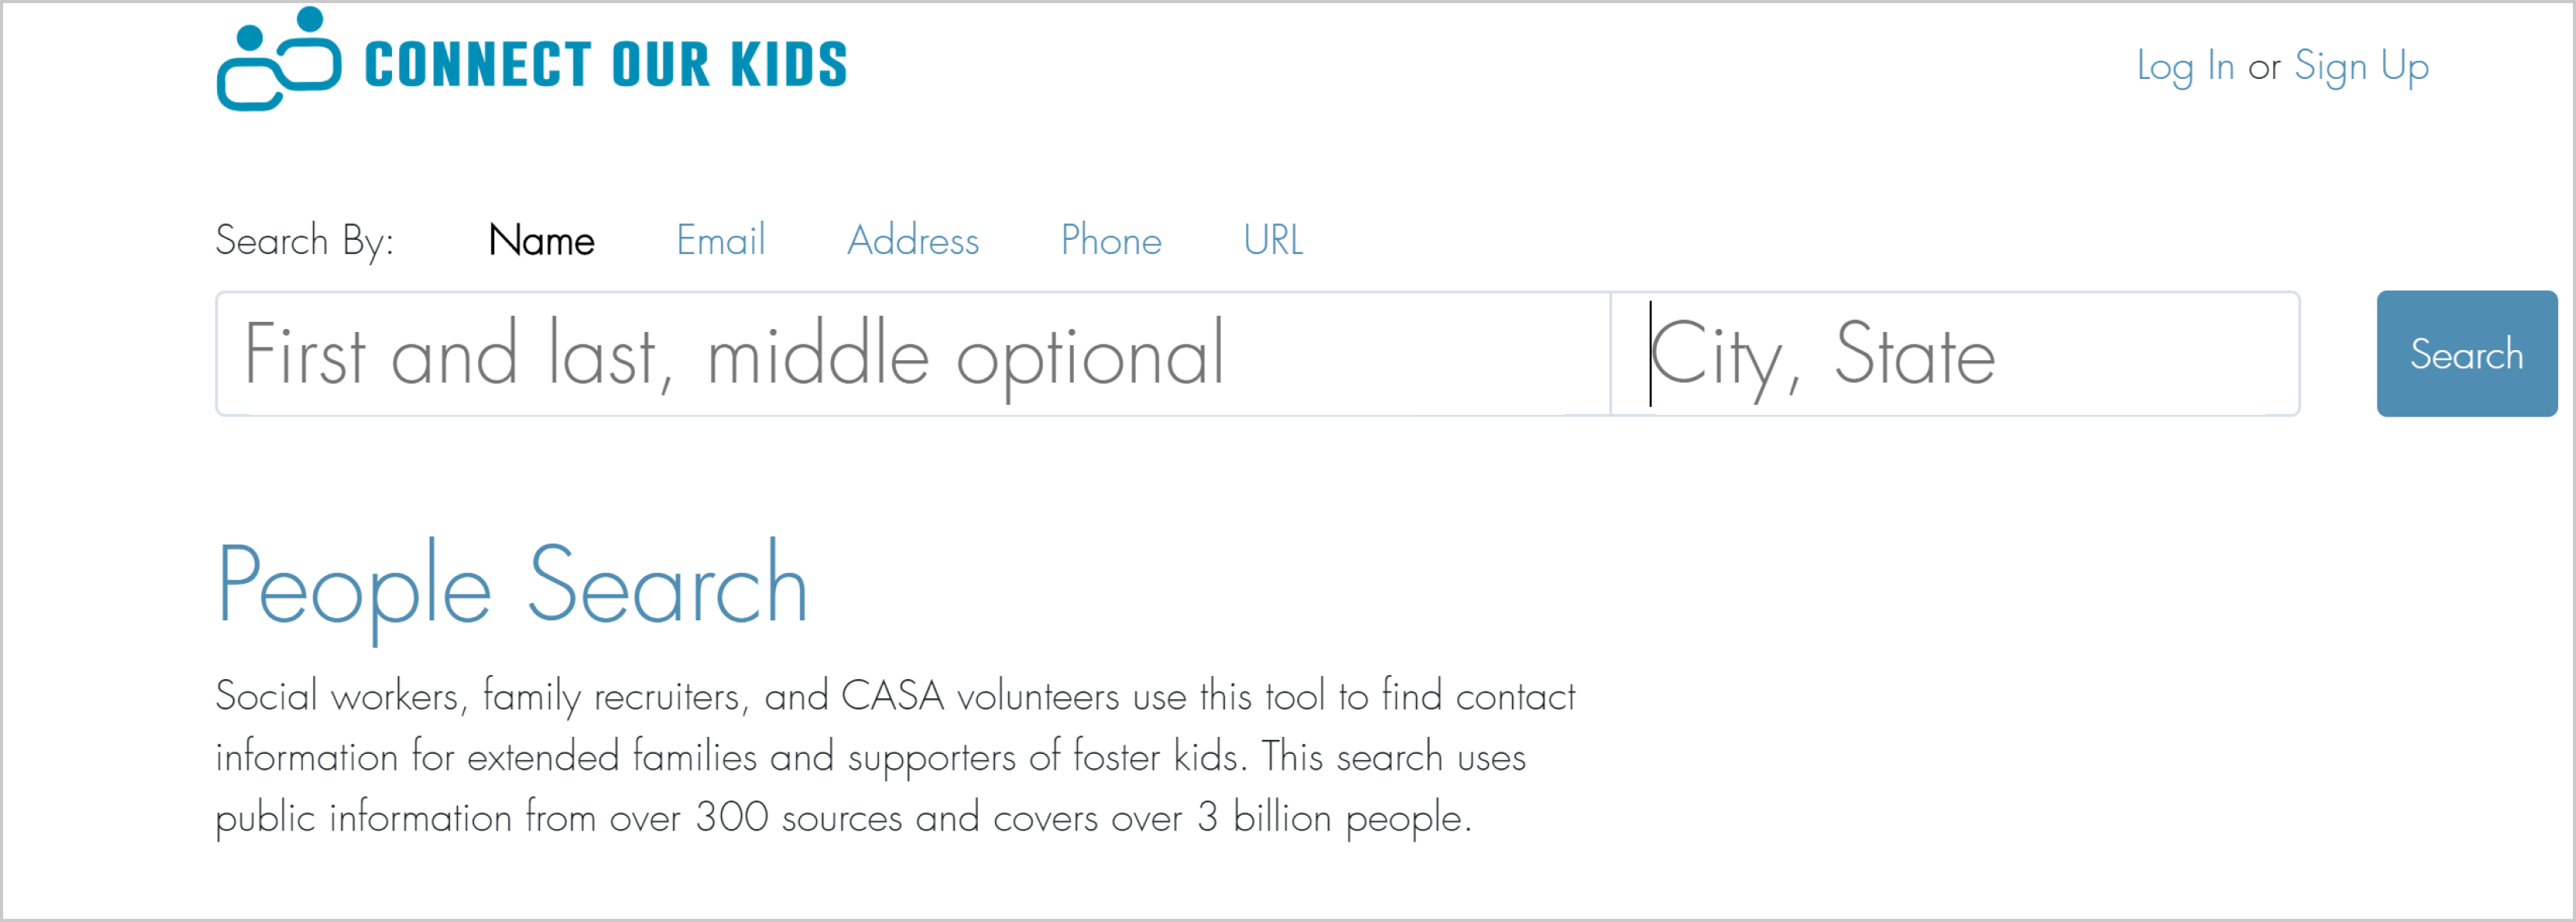 CONNECT OUR KIDS
Log In or Sign Up
Search By: Name Email Address Phone URL
First and last, middle optional City, State Search
People Search
Social workers, family recruiters, and CASA volunteers use this tool to find contact
information for extended families and supporters of foster kids. This search uses
public information from over 300 sources and covers over 3 billion people.